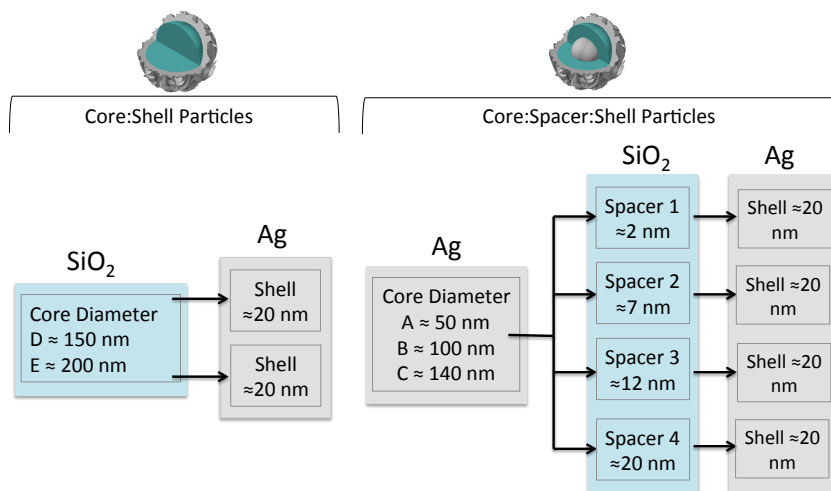 Core:Shell Particles
Core:Spacer:Shell Particles
SiO2
Core Diameter
D ≈ 150 nm
E ≈ 200 nm
Ag
Shell
≈20 nm
Shell
≈20 nm
Ag
Core Diameter
A ≈ 50 nm
B ≈ 100 nm
C ≈ 140 nm
SiO2
Spacer 1
≈2 nm
Spacer 2
≈7 nm
Spacer 3
≈12 nm
Spacer 4
≈20 nm
Ag
Shell ≈20
nm
Shell ≈20
nm
Shell ≈20
nm
Shell ≈20
nm